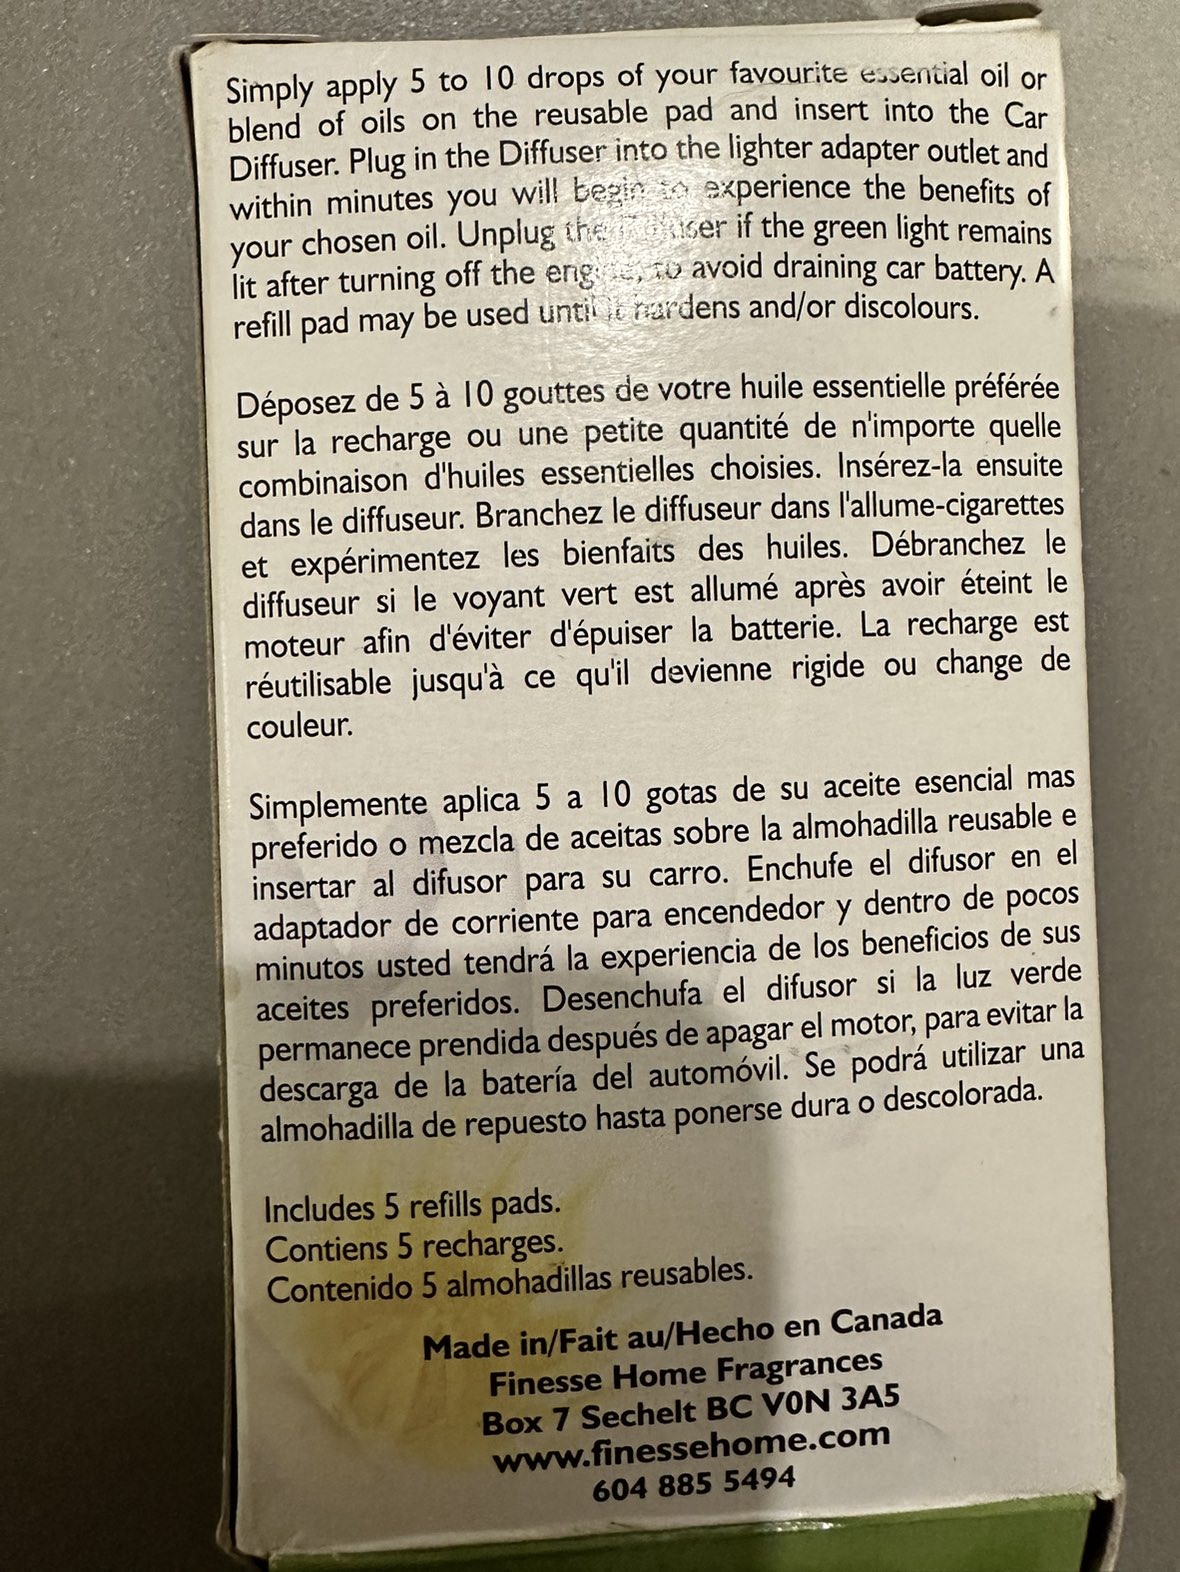 Simply apply 5 to 10 drops of your favourite essential oil or
blend of oils on the reusable pad and insert into the Car
Diffuser. Plug in the Diffuser into the lighter adapter outlet and
within minutes you will begin to experience the benefits of
your chosen oil. Unplug the Diffuser if the green light remains
lit after turning off the engine, to avoid draining car battery. A
refill pad may be used until it hardens and/or discolours.
Déposez de 5 à 10 gouttes de votre huile essentielle préférée
sur la recharge ou une petite quantité de n'importe quelle
combinaison d'huiles essentielles choisies. Insérez-la ensuite
dans le diffuseur. Branchez le diffuseur dans l'allume-cigarettes
et expérimentez les bienfaits des huiles. Débranchez le
diffuseur si le voyant vert est allumé après avoir éteint le
moteur afin d'éviter d'épuiser la batterie. La recharge est
réutilisable jusqu'à ce qu'il devienne rigide ou change de
couleur.
Simplemente aplica 5 a 10 gotas de su aceite esencial mas
preferido o mezcla de aceitas sobre la almohadilla reusable e
insertar al difusor para su carro. Enchufe el difusor en el
adaptador de corriente para encendedor y dentro de pocos
minutos usted tendrá la experiencia de los beneficios de sus
aceites preferidos. Desenchufa el difusor si la luz verde
permanece prendida después de apagar el motor, para evitar la
descarga de la batería del automóvil. Se podrá utilizar una
almohadilla de repuesto hasta ponerse dura o descolorada.
Includes 5 refills pads.
Contiens 5 recharges.
Contenido 5 almohadillas reusables.
Made in/Fait au/Hecho en Canada
Finesse Home Fragrances
Box 7 Sechelt BC V0N 3A5
www.finessehome.com
604 885 5494